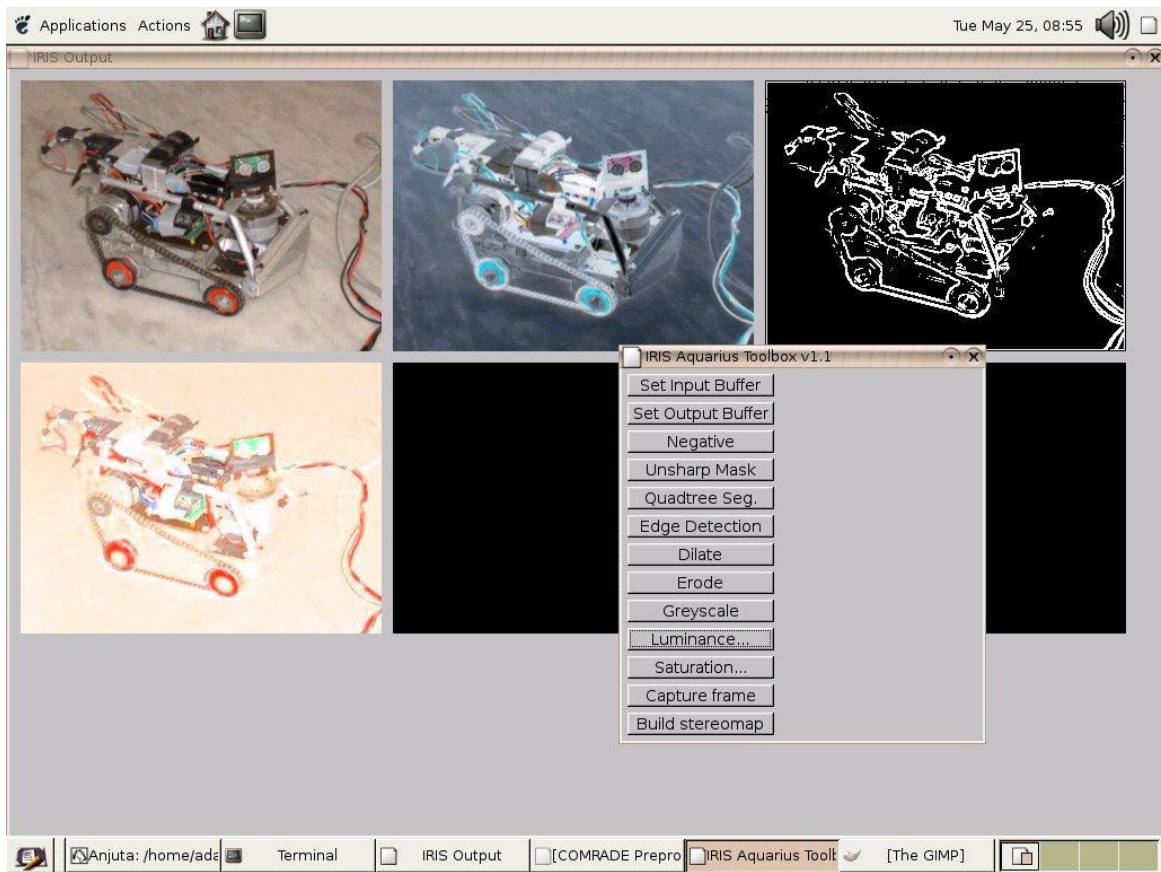 Applications Actions
Tue May 25, 08:55
IRIS Output
IRIS Aquarius Toolbox v1.1
Set Input Buffer
Set Output Buffer
Negative
Unsharp Mask
Quadtree Seg.
Edge Detection
Dilate
Erode
Greyscale
Luminance...
Saturation...
Capture frame
Build stereomap
Anjuta: /home/ada
Terminal
IRIS Output
[COMRADE Prepro
IRIS Aquarius Toolb
[The GIMP]